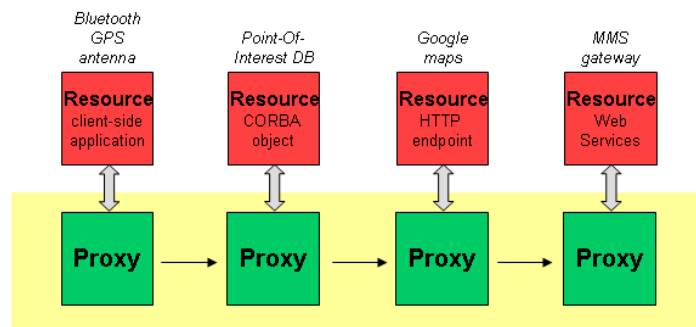 Bluetooth
GPS
antenna
Point-Of-
Interest DB
Google
maps
MMS
gateway
Resource
client-side
application
Resource
CORBA
object
Resource
HTTP
endpoint
Resource
Web
Services
Proxy
Proxy
Proxy
Proxy